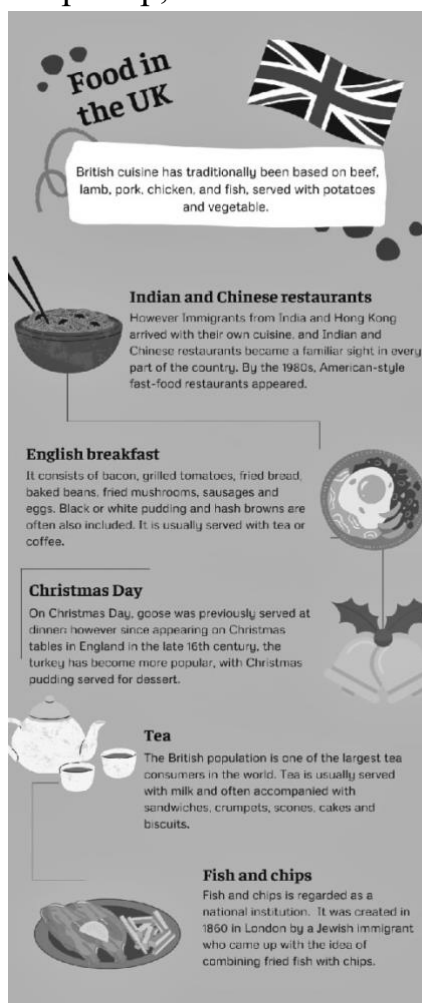 Food in
the UK
British cuisine has traditionally been based on beef,
lamb, pork, chicken, and fish, served with potatoes
and vegetable.
Indian and Chinese restaurants
However Immigrants from India and Hong Kong
arrived with their own cuisine, and Indian and
Chinese restaurants became a familiar sight in every
part of the country. By the 1980s, American-style
fast-food restaurants appeared.
English breakfast
It consists of bacon, grilled tomatoes, fried bread,
baked beans, fried mushrooms, sausages and
eggs. Black or white pudding and hash browns are
often also included. It is usually served with tea or
coffee.
Christmas Day
On Christmas Day, goose was previously served at
dinner; however since appearing on Christmas
tables in England in the late 16th century, the
turkey has become more popular, with Christmas
pudding served for dessert.
Tea
The British population is one of the largest tea
consumers in the world. Tea is usually served
with milk and often accompanied with
sandwiches, crumpets, scones, cakes and
biscuits.
Fish and chips
Fish and chips is regarded as a
national institution. It was created in
1860 in London by a Jewish immigrant
who came up with the idea of
combining fried fish with chips.